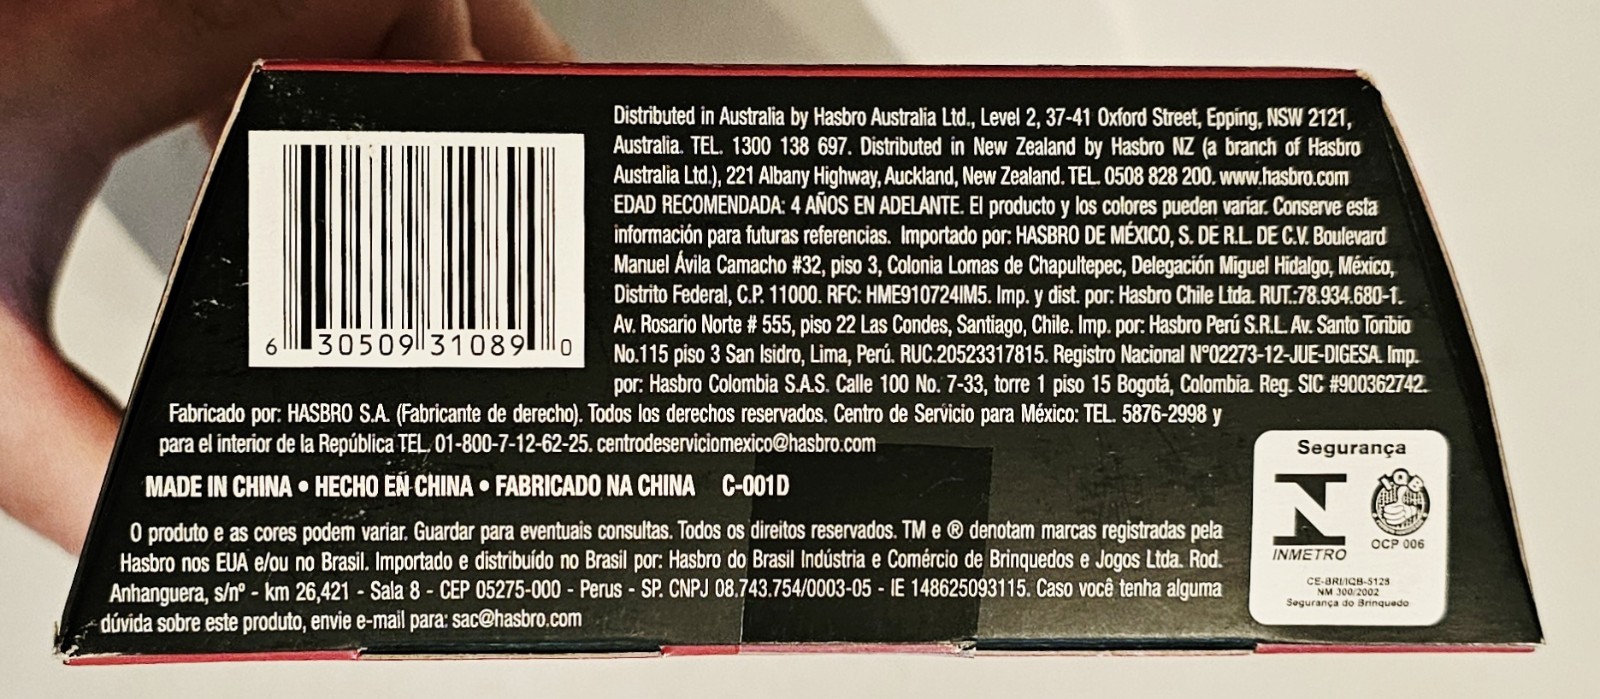 Distributed in Australia by Hasbro Australia Ltd., Level 2, 37-41 Oxford Street, Epping, NSW 2121,
Australia. TEL. 1300 138 697. Distributed in New Zealand by Hasbro NZ (a branch of Hasbro
Australia Ltd.), 221 Albany Highway, Auckland, New Zealand. TEL. 0508 828 200. www.hasbro.com
EDAD RECOMENDADA: 4 AÑOS EN ADELANTE. El producto y los colores pueden variar. Conserve esta
información para futuras referencias. Importado por: HASBRO DE MÉXICO, S. DE R.L. DE C.V. Boulevard
Manuel Ávila Camacho #32, piso 3, Colonia Lomas de Chapultepec, Delegación Miguel Hidalgo, México,
Distrito Federal, C.P. 11000. RFC: HME910724IM5. Imp. y dist. por: Hasbro Chile Ltda. RUT.:78.934.680-1.
Av. Rosario Norte # 555, piso 22 Las Condes, Santiago, Chile. Imp. por: Hasbro Perú S.R.L. Av. Santo Toribio
No.115 piso 3 San Isidro, Lima, Perú. RUC.20523317815. Registro Nacional N°02273-12-JUE-DIGESA. Imp.
por: Hasbro Colombia S.A.S. Calle 100 No. 7-33, torre 1 piso 15 Bogotá, Colombia. Reg. SIC #900362742.
6 30509 31089 0
Fabricado por: HASBRO S.A. (Fabricante de derecho). Todos los derechos reservados. Centro de Servicio para México: TEL. 5876-2998 y
para el interior de la República TEL. 01-800-7-12-62-25. centrodeserviciomexico@hasbro.com
MADE IN CHINA • HECHO EN CHINA • FABRICADO NA CHINA C-001D
O produto e as cores podem variar. Guardar para eventuais consultas. Todos os direitos reservados. TM e ® denotam marcas registradas pela
Hasbro nos EUA e/ou no Brasil. Importado e distribuído no Brasil por: Hasbro do Brasil Indústria e Comércio de Brinquedos e Jogos Ltda. Rod.
Anhanguera, s/nº - km 26,421 - Sala 8 - CEP 05275-000 - Perus - SP. CNPJ 08.743.754/0003-05 - IE 148625093115. Caso você tenha alguma
dúvida sobre este produto, envie e-mail para: sac@hasbro.com
Segurança
IQB
INMETRO
OCP 006
CE-BRI/IQB-5128
NM 300/2002
Segurança do Brinquedo